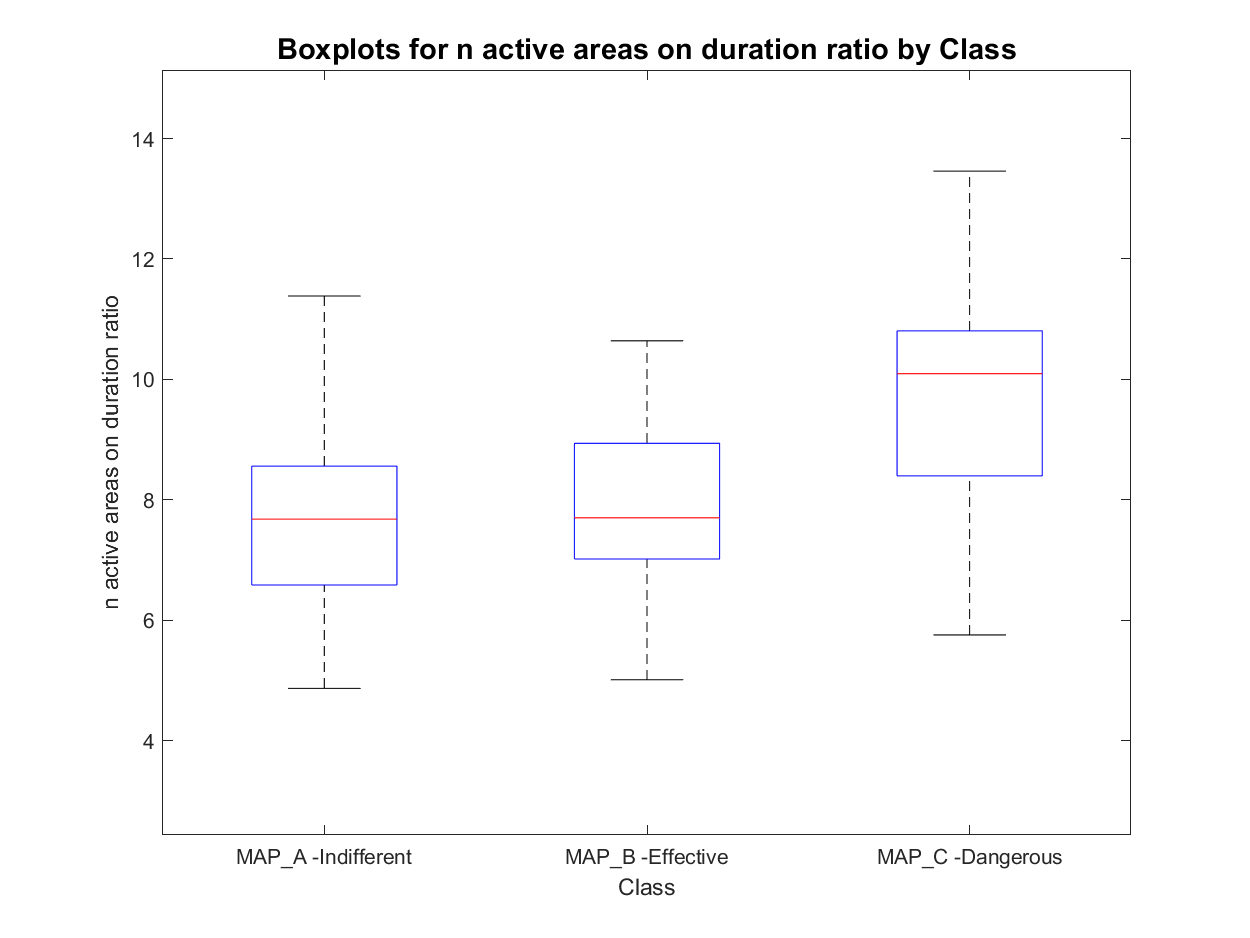 Boxplots for n active areas on duration ratio by Class
n active areas on duration ratio
14
12
10
8
6
4
MAP_A -Indifferent
MAP_B -Effective
MAP_C -Dangerous
Class